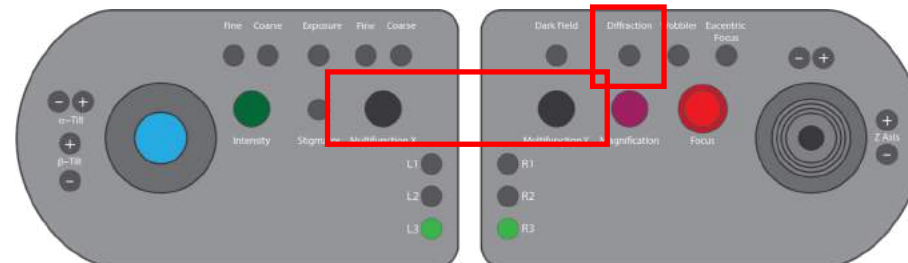 Fine Coarse Exposure Fine Coarse
Intensity Stigmator Multifunction X
α-Tilt
β-Tilt
L1
L2
L3
Dark Field Diffraction Wobbler Eucentric Focus
Multifunction Y Magnification Focus
Z Axis
R1
R2
R3